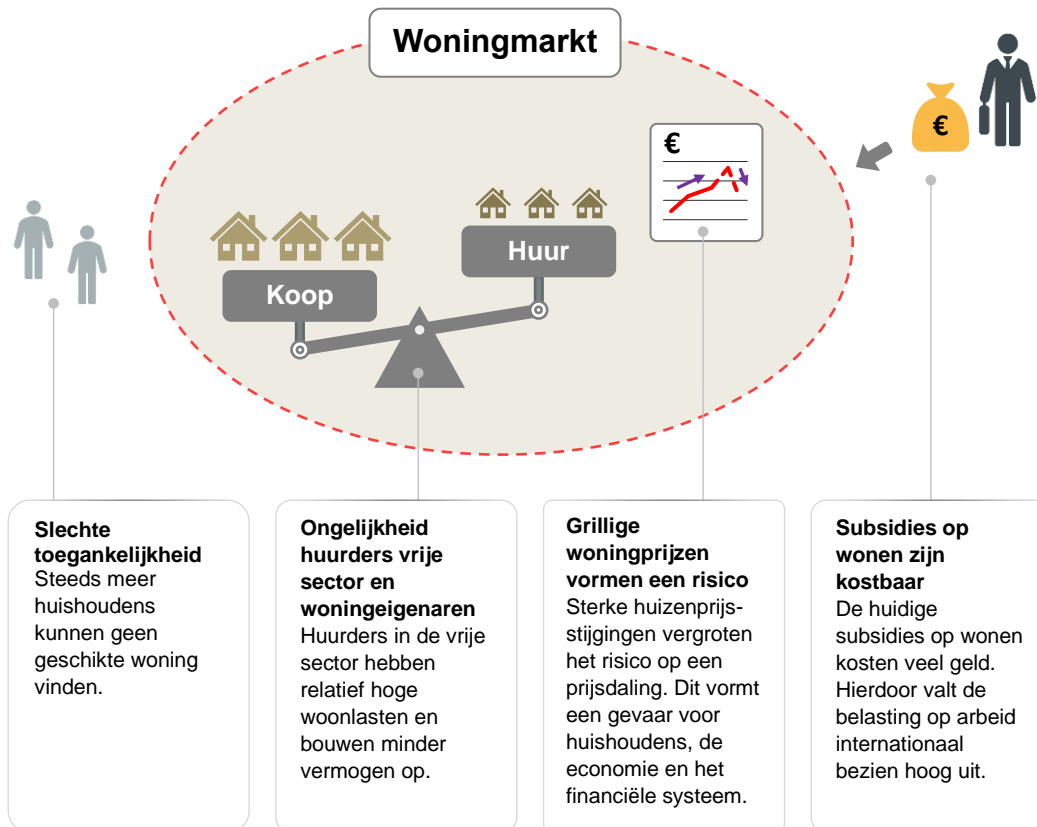 Woningmarkt
€
€
Huur
Koop
Slechte
toegankelijkheid
Steeds meer
huishoudens
kunnen geen
geschikte woning
vinden.
Ongelijkheid
huurders vrije
sector en
woningeigenaren
Huurders in de vrije
sector hebben
relatief hoge
woonlasten en
bouwen minder
vermogen op.
Grillige
woningprijzen
vormen een risico
Sterke huizenprijs-
stijgingen vergroten
het risico op een
prijsdaling. Dit vormt
een gevaar voor
huishoudens, de
economie en het
financiële systeem.
Subsidies op
wonen zijn
kostbaar
De huidige
subsidies op wonen
kosten veel geld.
Hierdoor valt de
belasting op arbeid
internationaal
bezien hoog uit.